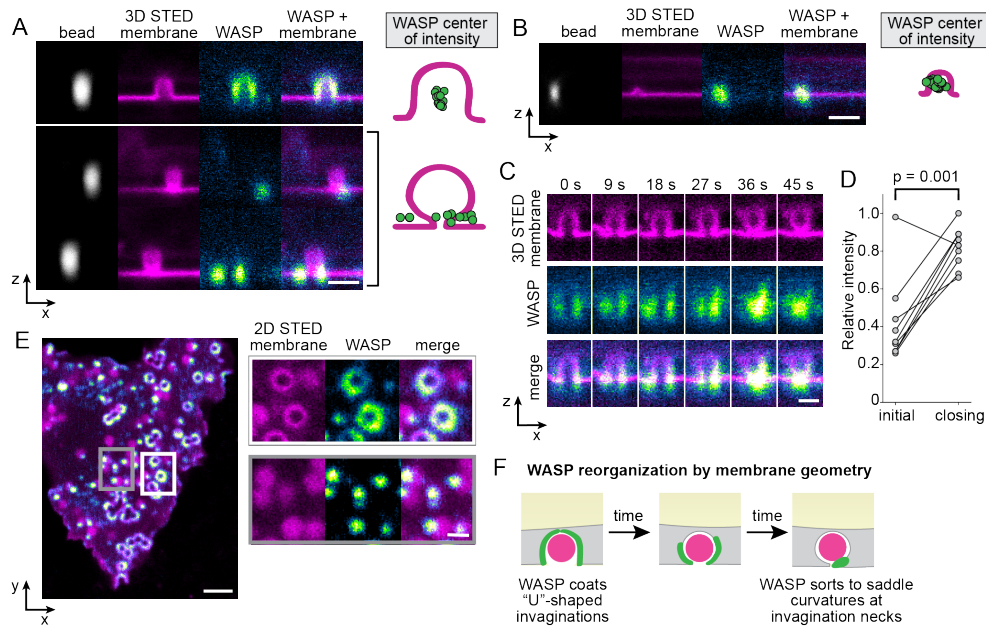 A
bead
3D STED
membrane
WASP
WASP +
membrane
WASP center
of intensity
z
x
B
bead
3D STED
membrane
WASP
WASP +
membrane
WASP center
of intensity
z
x
C
0 s
9 s
18 s
27 s
36 s
45 s
3D STED
membrane
WASP
merge
z
x
D
p = 0.001
Relative intensity
1.0
0.8
0.6
0.4
0.2
0
initial
closing
E
2D STED
membrane
WASP
merge
y
x
F
WASP reorganization by membrane geometry
time
time
WASP coats
“U”-shaped
invaginations
WASP sorts to saddle
curvatures at
invagination necks